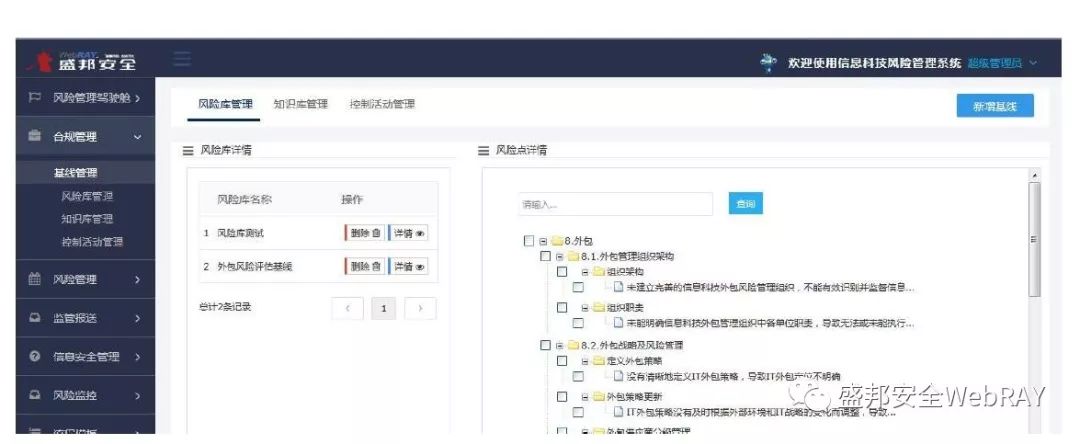 WebRAY
盛邦安全
欢迎使用信息科技风险管理系统 超级管理员
风险管理驾驶舱
合规管理
基线管理
风险库管理
知识库管理
控制活动管理
风险管理
监管报送
信息安全管理
风险监控
风险库管理 知识库管理 控制活动管理
新增基线
风险库详情
风险库名称 操作
1 风险库测试 删除 详情
2 外包风险评估基线 删除 详情
总计2条记录
< 1 >
风险点详情
请输入... 查询
8.外包
8.1.外包管理组织架构
组织架构
未建立完善的信息科技外包风险管理组织，不能有效识别并监督信息...
组织职责
未能明确信息科技外包管理组织中各单位职责，导致无法或未能执行...
8.2.外包战略及风险管理
定义外包策略
没有清晰地定义IT外包策略，导致IT外包定位不明确
外包策略更新
IT外包策略没有及时根据外部环境和IT战略的变化而调整，导致...
盛邦安全WebRAY